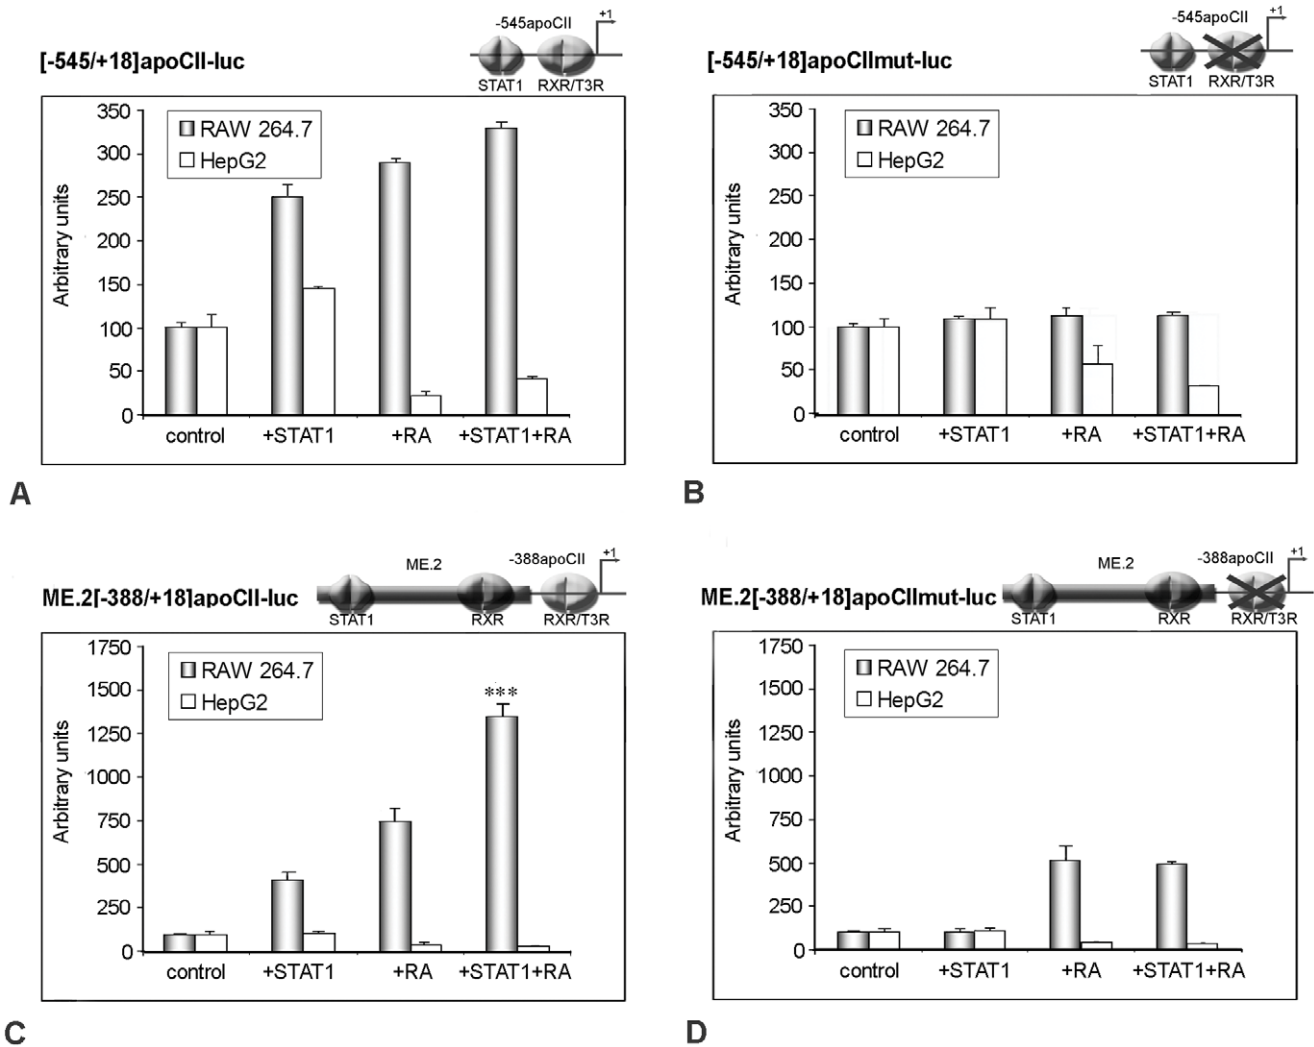 -545apoCII
+1
[-545/+18]apoCII-luc
STAT1 RXR/T3R
350
300
250
200
150
100
50
0
Arbitrary units
RAW 264.7
HepG2
control +STAT1 +RA +STAT1+RA
A
-545apoCII
+1
[-545/+18]apoCIImut-luc
STAT1 RXR/T3R
350
300
250
200
150
100
50
0
Arbitrary units
RAW 264.7
HepG2
control +STAT1 +RA +STAT1+RA
B
ME.2 -388apoCII
+1
ME.2[-388/+18]apoCII-luc
STAT1 RXR RXR/T3R
1750
1500
1250
1000
750
500
250
0
Arbitrary units
RAW 264.7
HepG2
***
control +STAT1 +RA +STAT1+RA
C
ME.2 -388apoCII
+1
ME.2[-388/+18]apoCIImut-luc
STAT1 RXR RXR/T3R
1750
1500
1250
1000
750
500
250
0
Arbitrary units
RAW 264.7
HepG2
control +STAT1 +RA +STAT1+RA
D